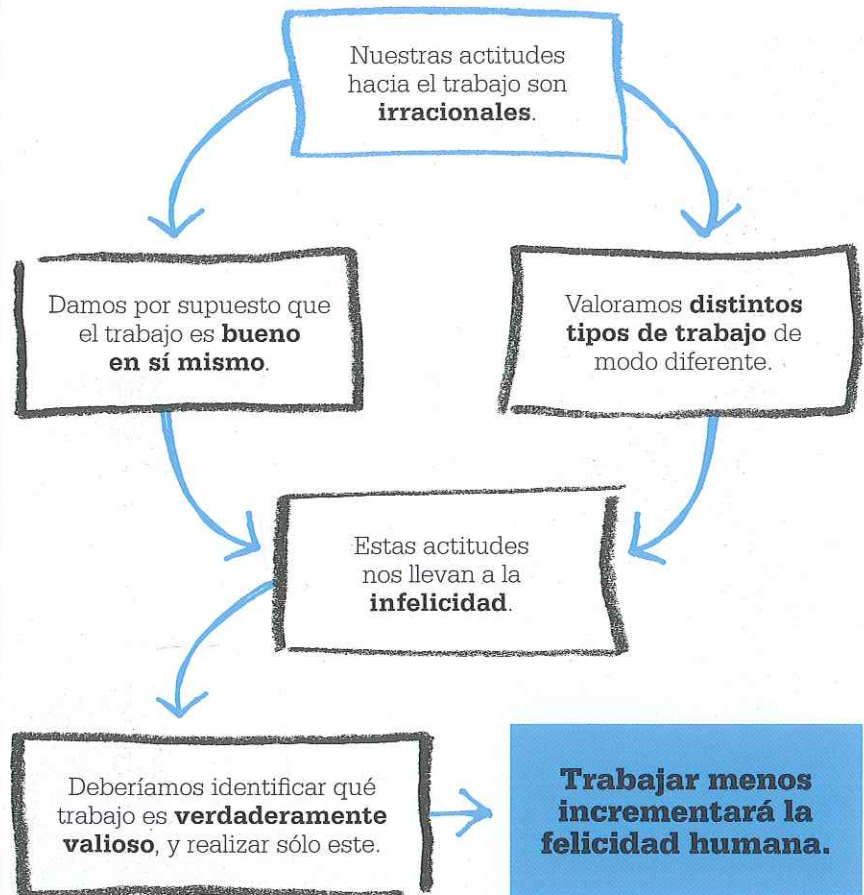 Nuestras actitudes
hacia el trabajo son
irracionales.
Damos por supuesto que
el trabajo es bueno
en sí mismo.
Valoramos distintos
tipos de trabajo de
modo diferente.
Estas actitudes
nos llevan a la
infelicidad.
Deberíamos identificar qué
trabajo es verdaderamente
valioso, y realizar sólo este.
Trabajar menos
incrementará la
felicidad humana.